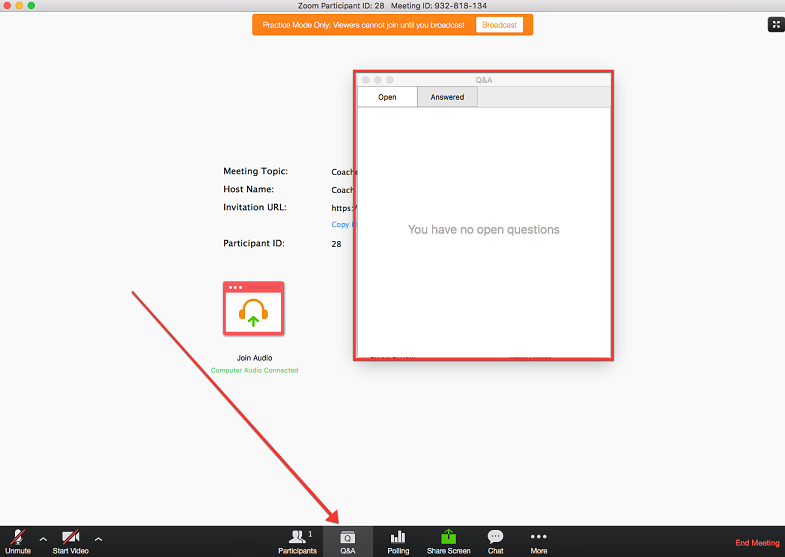 Zoom Participant ID: 28 Meeting ID: 932-818-134
Practice Mode Only: Viewers cannot join until you broadcast Broadcast
Q&A
Open Answered
You have no open questions
Meeting Topic: Coache
Host Name: Coach
Invitation URL: https:/
Copy
Participant ID: 28
Join Audio
Computer Audio Connected
1
Q
Unmute Start Video Participants Q&A Polling Share Screen Chat More End Meeting